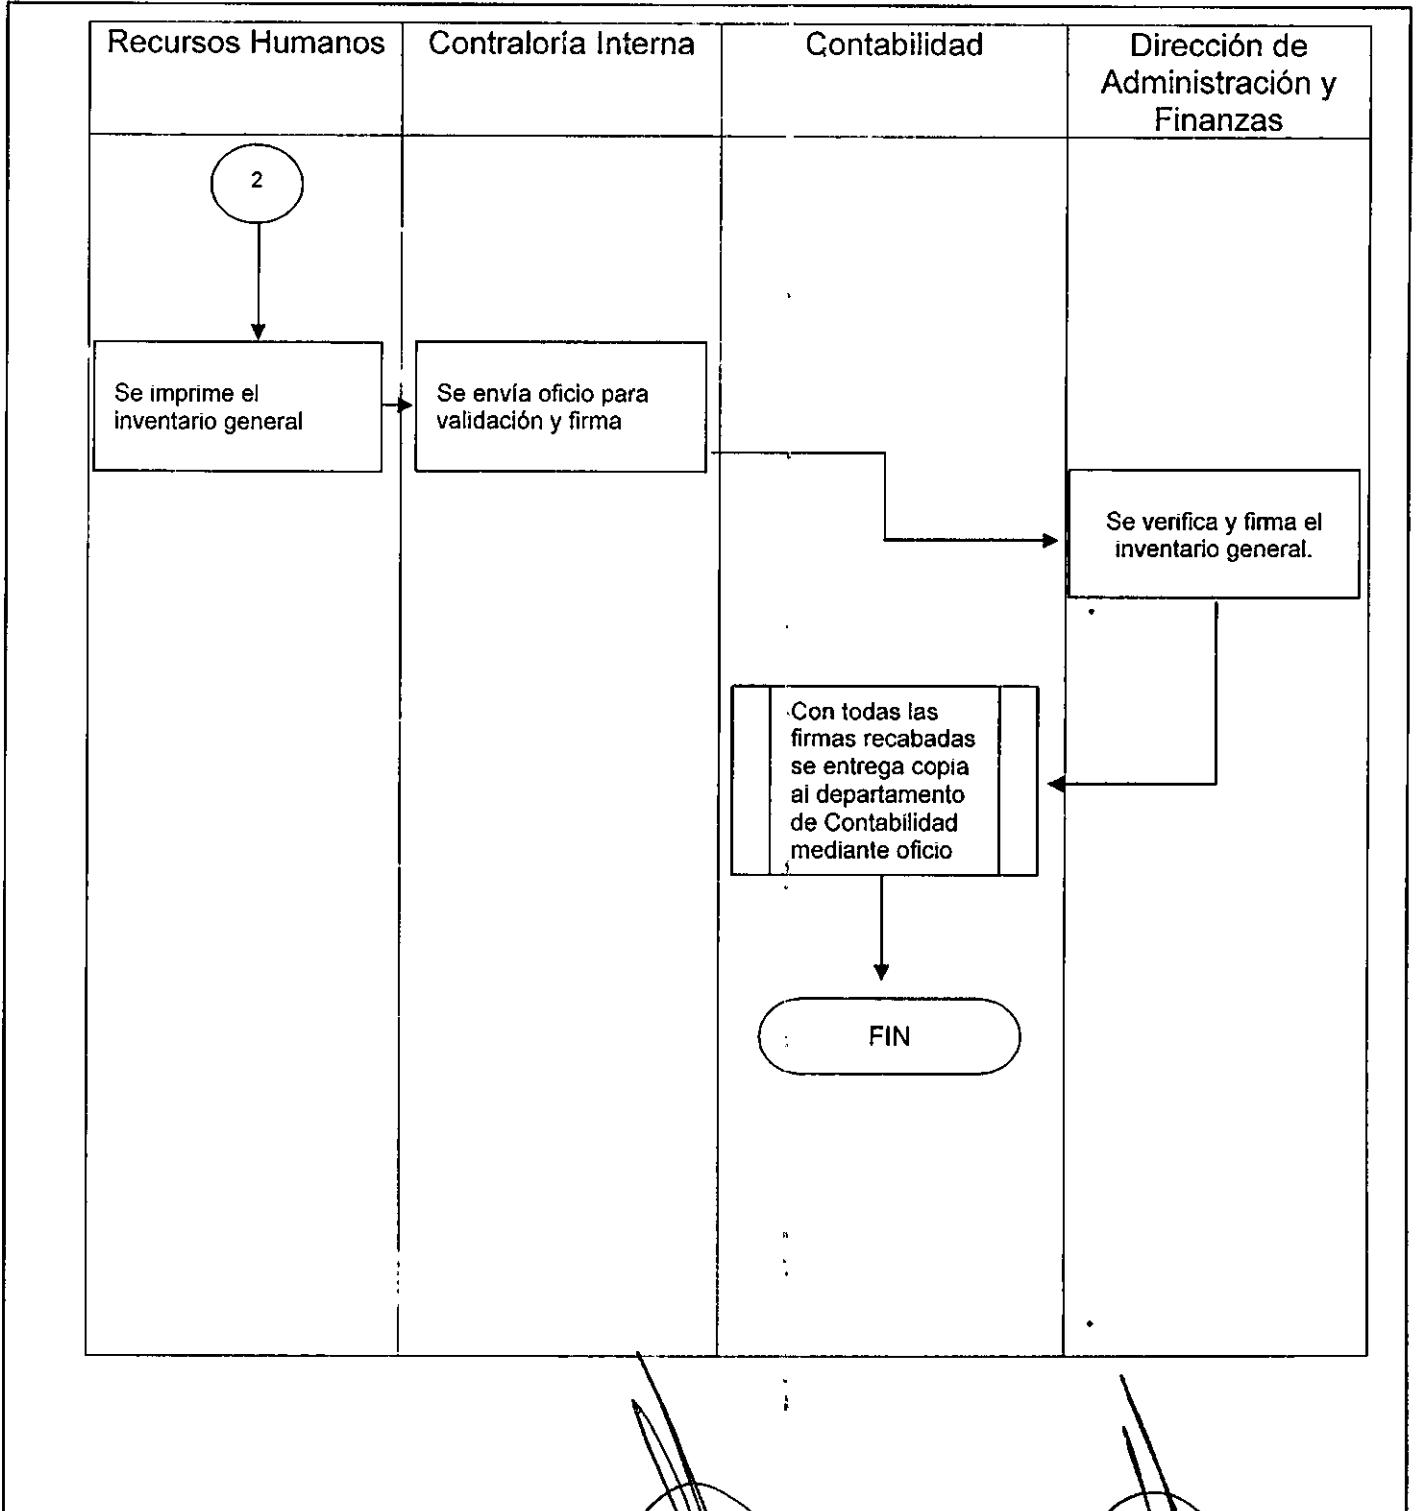 Recursos Humanos
Contraloría Interna
Contabilidad
Dirección de
Administración y
Finanzas
2
Se imprime el
inventario general
Se envía oficio para
validación y firma
Se verifica y firma el
inventario general.
Con todas las
firmas recabadas
se entrega copia
al departamento
de Contabilidad
mediante oficio
FIN